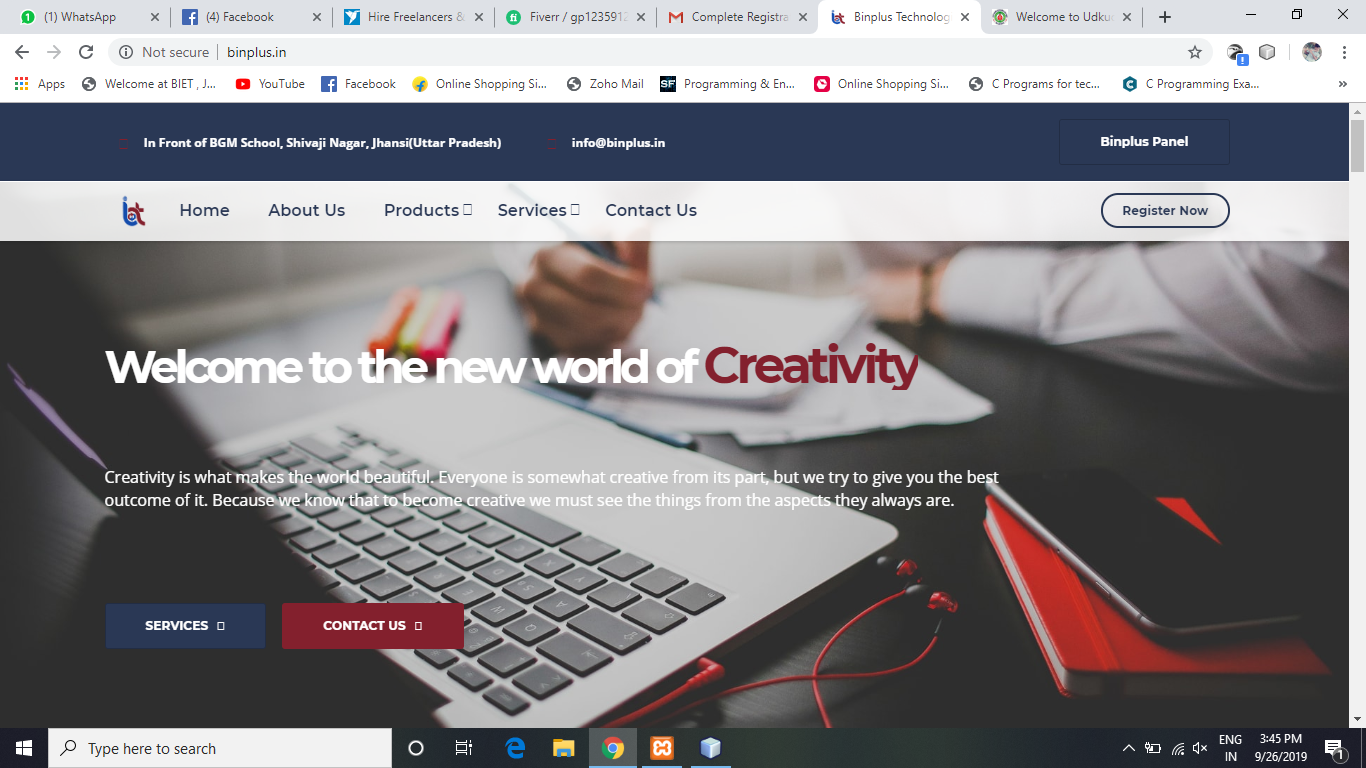 (1) WhatsApp
(4) Facebook
Hire Freelancers &
Fiverr / gp1235912
Complete Registra
Binplus Technolog
Welcome to Udku
Not secure | binplus.in
Apps
Welcome at BIET , J...
YouTube
Facebook
Online Shopping Si...
Zoho Mail
SF Programming & En...
Online Shopping Si...
C Programs for tec...
C Programming Exa...
»
In Front of BGM School, Shivaji Nagar, Jhansi(Uttar Pradesh)
info@binplus.in
Binplus Panel
Home
About Us
Products
Services
Contact Us
Register Now
Welcome to the new world of Creativity
Creativity is what makes the world beautiful. Everyone is somewhat creative from its part, but we try to give you the best
outcome of it. Because we know that to become creative we must see the things from the aspects they always are.
SERVICES
CONTACT US
Type here to search
ENG
IN
3:45 PM
9/26/2019
1